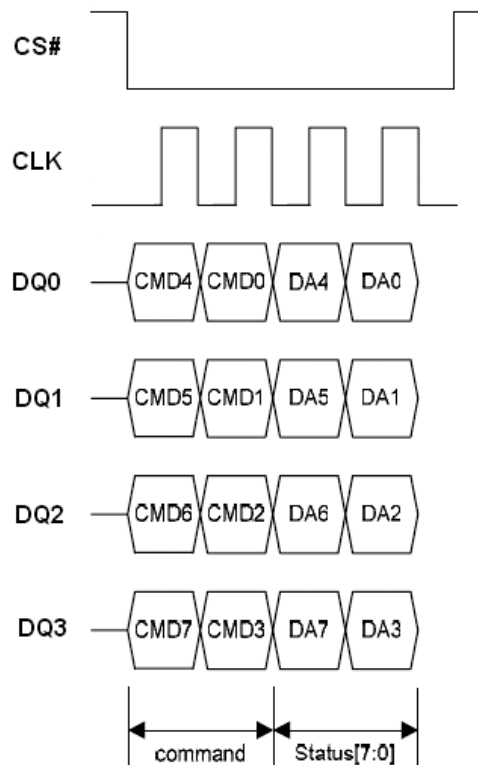 CS#
CLK
DQ0 CMD4 CMD0 DA4 DA0
DQ1 CMD5 CMD1 DA5 DA1
DQ2 CMD6 CMD2 DA6 DA2
DQ3 CMD7 CMD3 DA7 DA3
command Status[7:0]